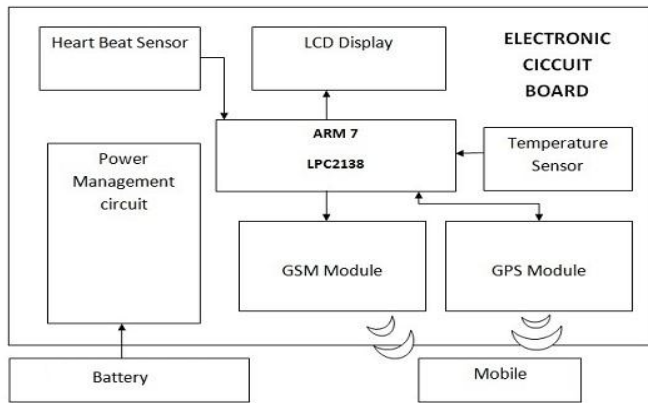 Heart Beat Sensor
LCD Display
ELECTRONIC
CICCUIT
BOARD
ARM 7
LPC2138
Temperature
Sensor
Power
Management
circuit
GSM Module
GPS Module
Battery
Mobile